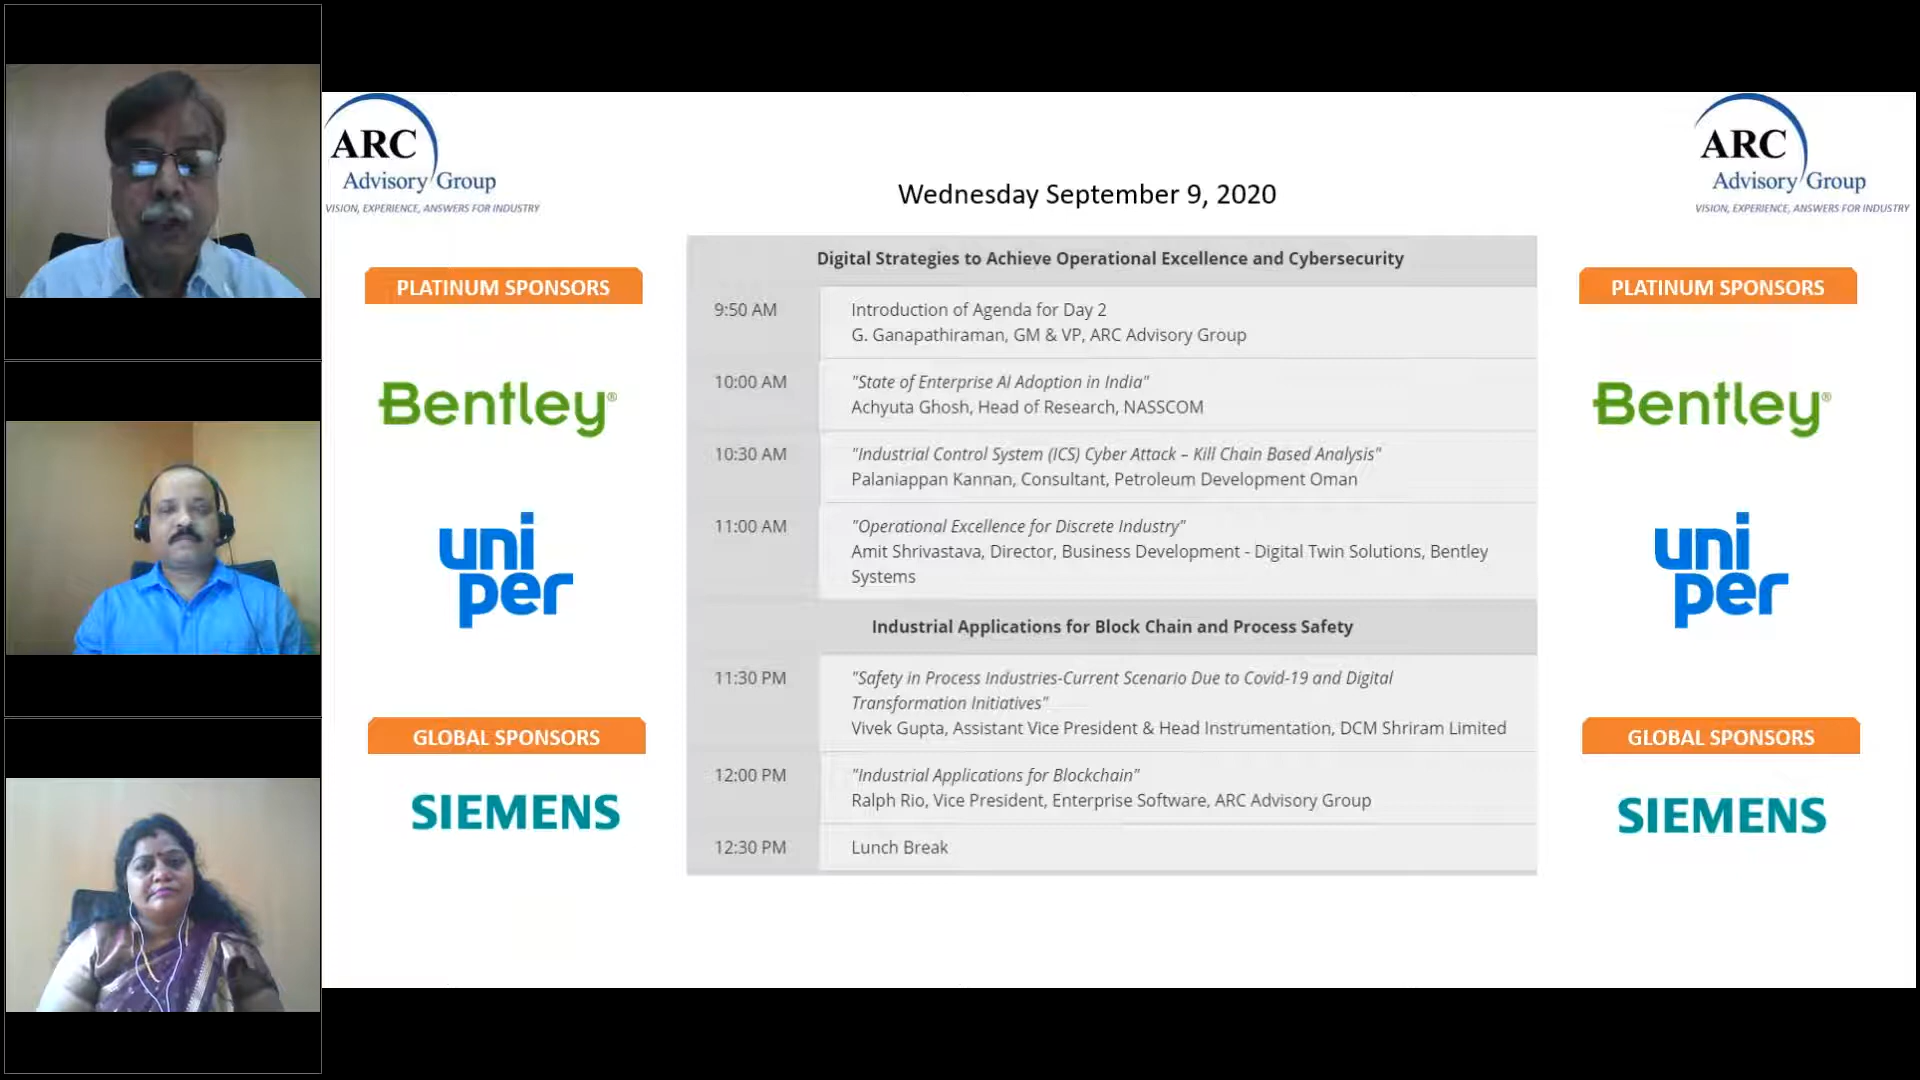 ARC
Advisory Group
VISION, EXPERIENCE, ANSWERS FOR INDUSTRY
ARC
Advisory Group
VISION, EXPERIENCE, ANSWERS FOR INDUSTRY
Wednesday September 9, 2020
PLATINUM SPONSORS
Bentley®
uni
per
GLOBAL SPONSORS
SIEMENS
Digital Strategies to Achieve Operational Excellence and Cybersecurity
9:50 AM
Introduction of Agenda for Day 2
G. Ganapathiraman, GM & VP, ARC Advisory Group
10:00 AM
"State of Enterprise AI Adoption in India"
Achyuta Ghosh, Head of Research, NASSCOM
10:30 AM
"Industrial Control System (ICS) Cyber Attack – Kill Chain Based Analysis"
Palaniappan Kannan, Consultant, Petroleum Development Oman
11:00 AM
"Operational Excellence for Discrete Industry"
Amit Shrivastava, Director, Business Development - Digital Twin Solutions, Bentley
Systems
Industrial Applications for Block Chain and Process Safety
11:30 PM
"Safety in Process Industries-Current Scenario Due to Covid-19 and Digital
Transformation Initiatives"
Vivek Gupta, Assistant Vice President & Head Instrumentation, DCM Shriram Limited
12:00 PM
"Industrial Applications for Blockchain"
Ralph Rio, Vice President, Enterprise Software, ARC Advisory Group
12:30 PM
Lunch Break
PLATINUM SPONSORS
Bentley®
uni
per
GLOBAL SPONSORS
SIEMENS